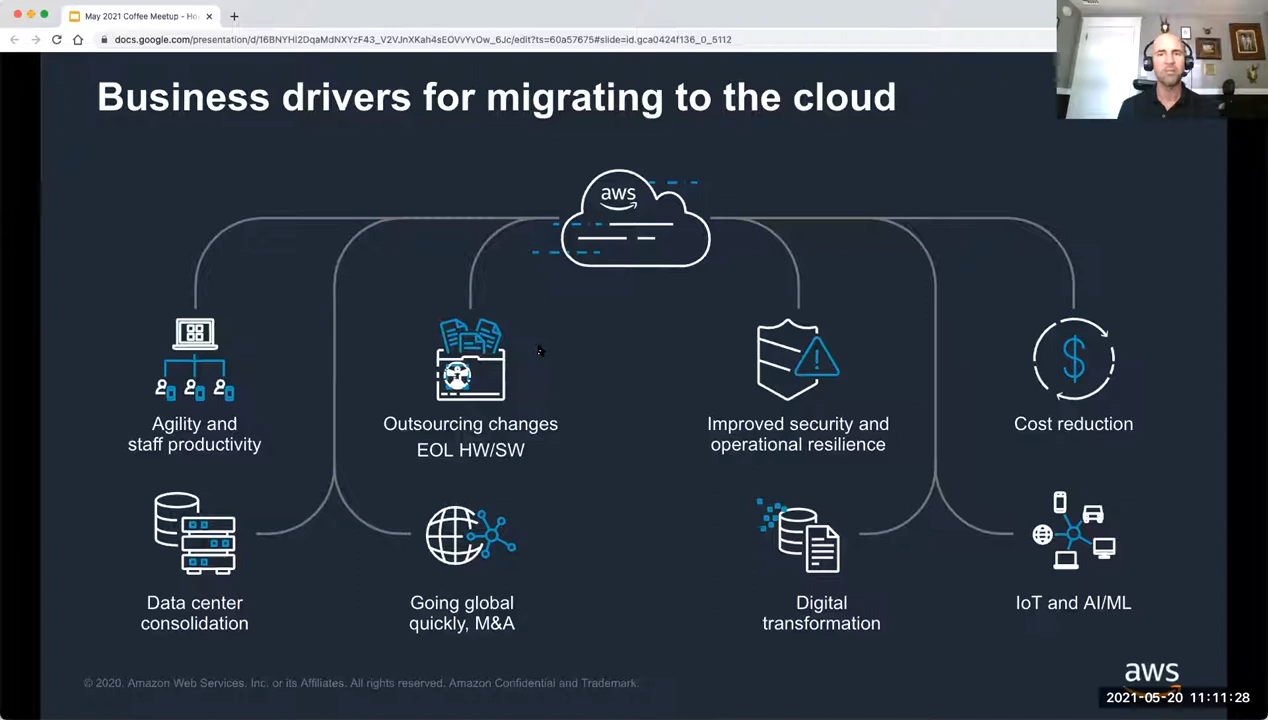 May 2021 Coffee Meetup - Ho
docs.google.com/presentation/d/16BNYHI2DqaMdNXYzF43_V2VJnXKah4sEOVvYvOw_6Jc/edit?ts=60a57675#slide=id.gca0424f136_0_5112
Business drivers for migrating to the cloud
aws
Agility and
staff productivity
Outsourcing changes
EOL HW/SW
Improved security and
operational resilience
Cost reduction
Data center
consolidation
Going global
quickly, M&A
Digital
transformation
IoT and AI/ML
© 2020. Amazon Web Services. Inc. or its Affiliates. All rights reserved. Amazon Confidential and Trademark.
aws
2021-05-20 11:11:28